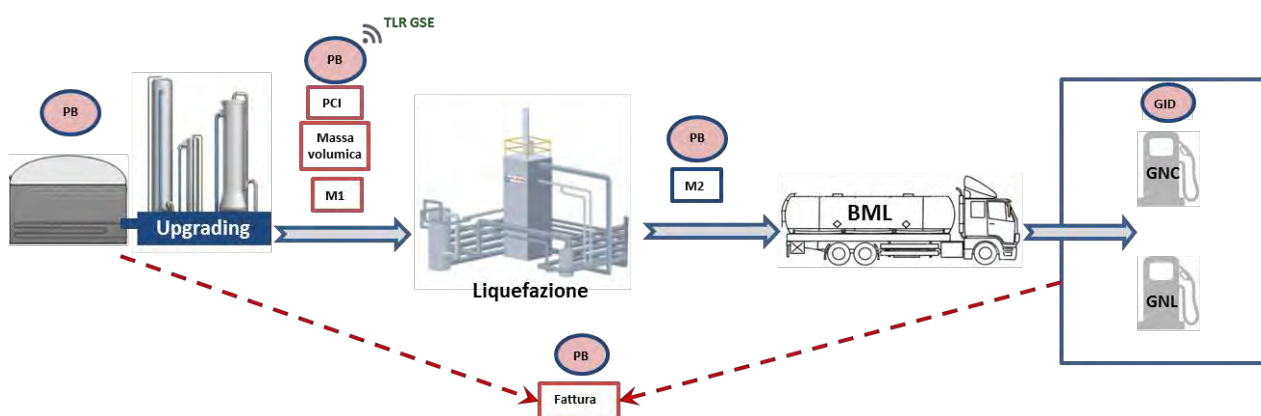 TLR GSE
PB
PB
PCI
Massa
volumica
M1
Upgrading
Liquefazione
PB
M2
BML
GID
GNC
GNL
PB
Fattura